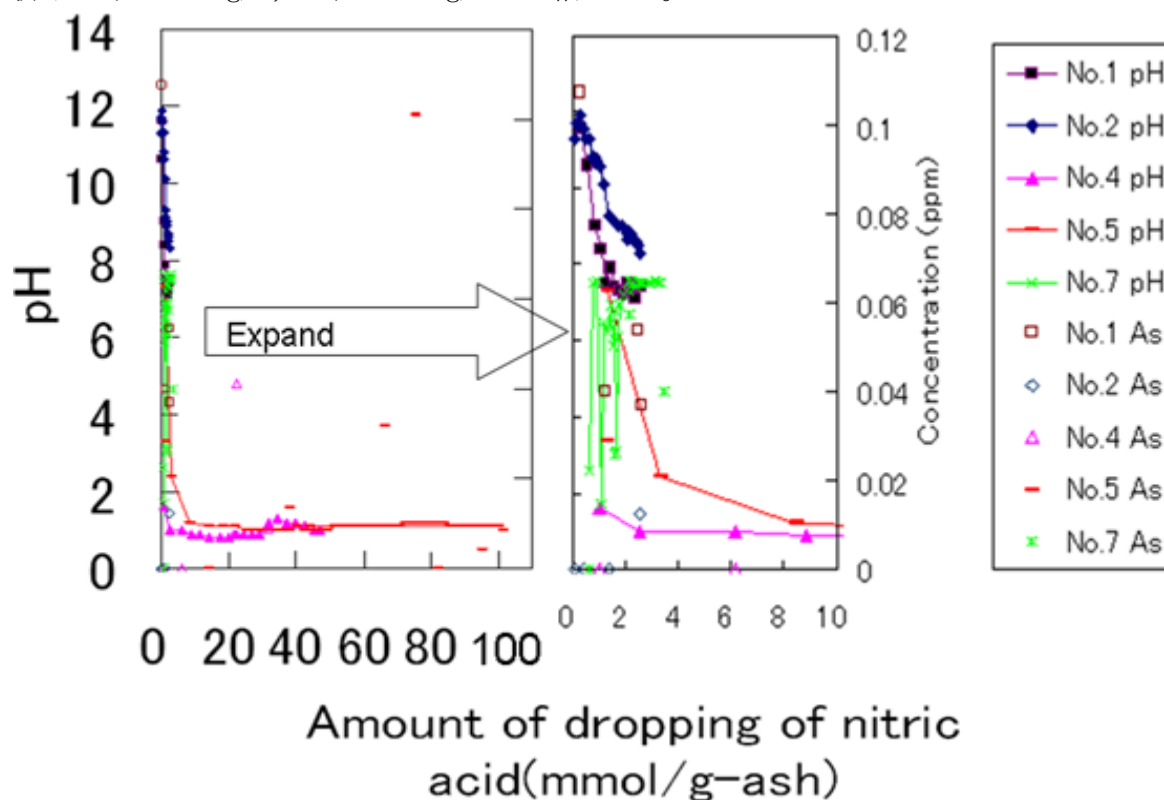 14
12
10
8
6
4
2
0
pH
0 20 40 60 80 100
Expand
0.12
0.1
0.08
0.06
0.04
0.02
0
Concentration (ppm)
0 2 4 6 8 10
No.1 pH
No.2 pH
No.4 pH
No.5 pH
No.7 pH
No.1 As
No.2 As
No.4 As
No.5 As
No.7 As
Amount of dropping of nitric
acid(mmol/g-ash)